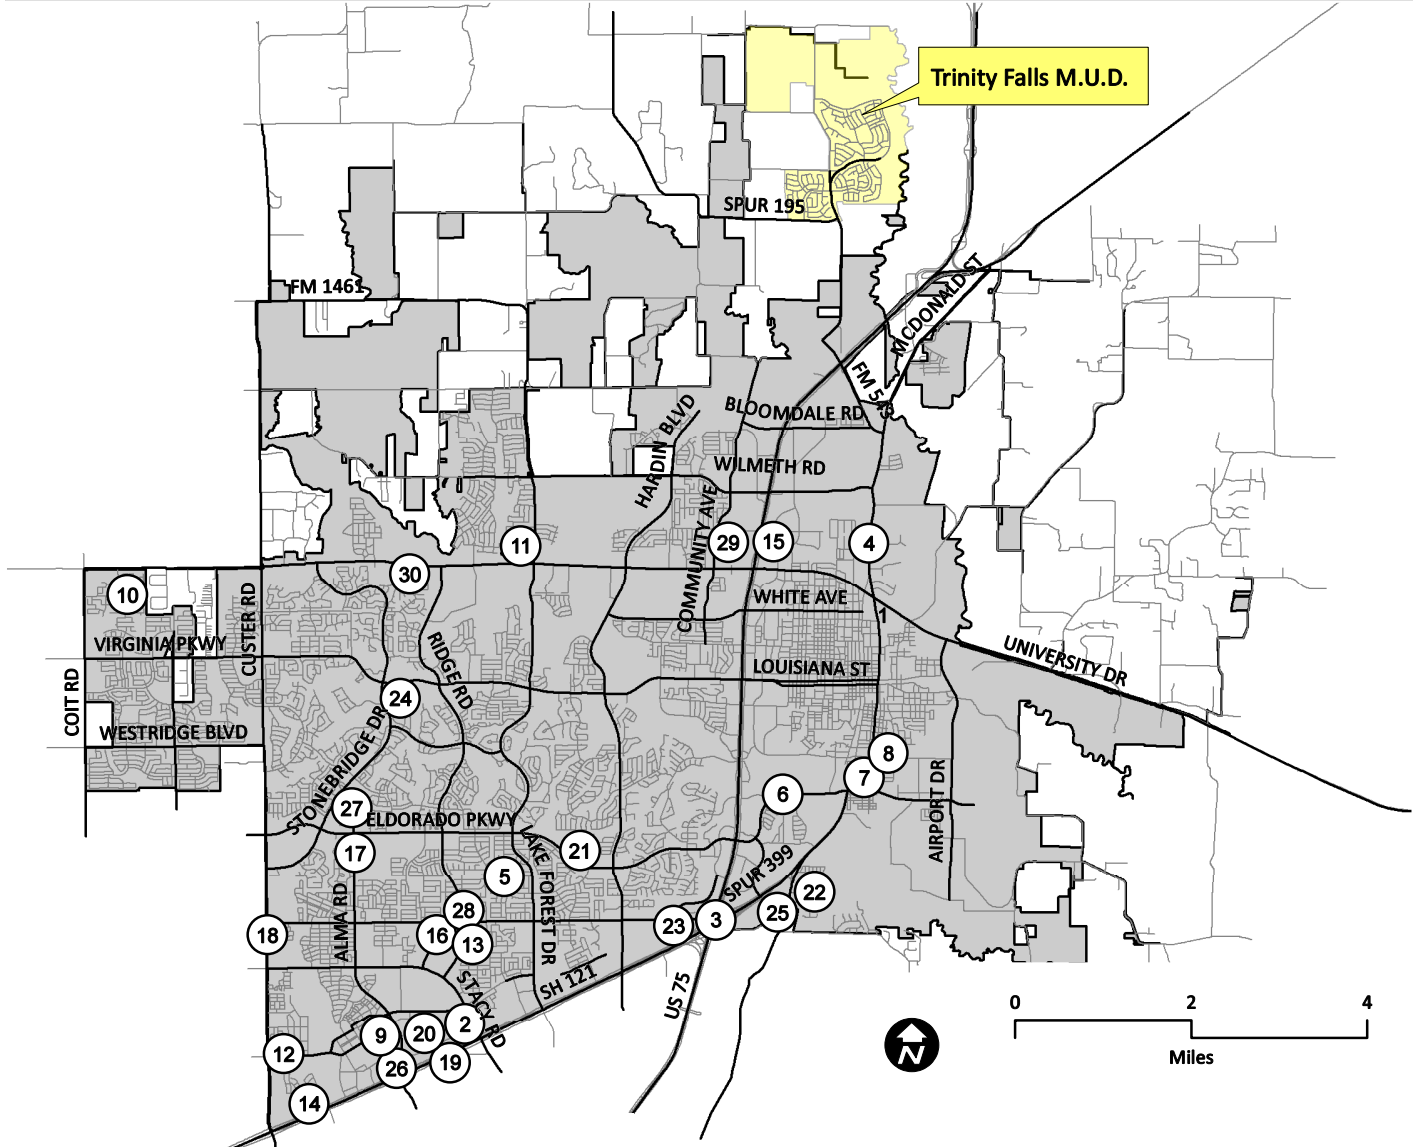 Trinity Falls M.U.D.
SPUR 195
MCDONALD ST
FM 1461
FM 543
BLOOMDALE RD
HARDIN BLVD
WILMETH RD
COMMUNITY AVE
29
15
4
11
30
10
WHITE AVE
1
CUSTER RD
VIRGINIA PKWY
RIDGE RD
UNIVERSITY DR
LOUISIANA ST
COIT RD
24
WESTRIDGE BLVD
STONEBRIDGE DR
8
7
6
AIRPORT DR
27
ELDORADO PKWY
17
21
LAKE FOREST DR
5
SPUR 399
22
25
28
3
23
18
ALMA RD
16
13
SH 121
STACY RD
US 75
0
2
4
Miles
N
2
20
9
12
19
26
14